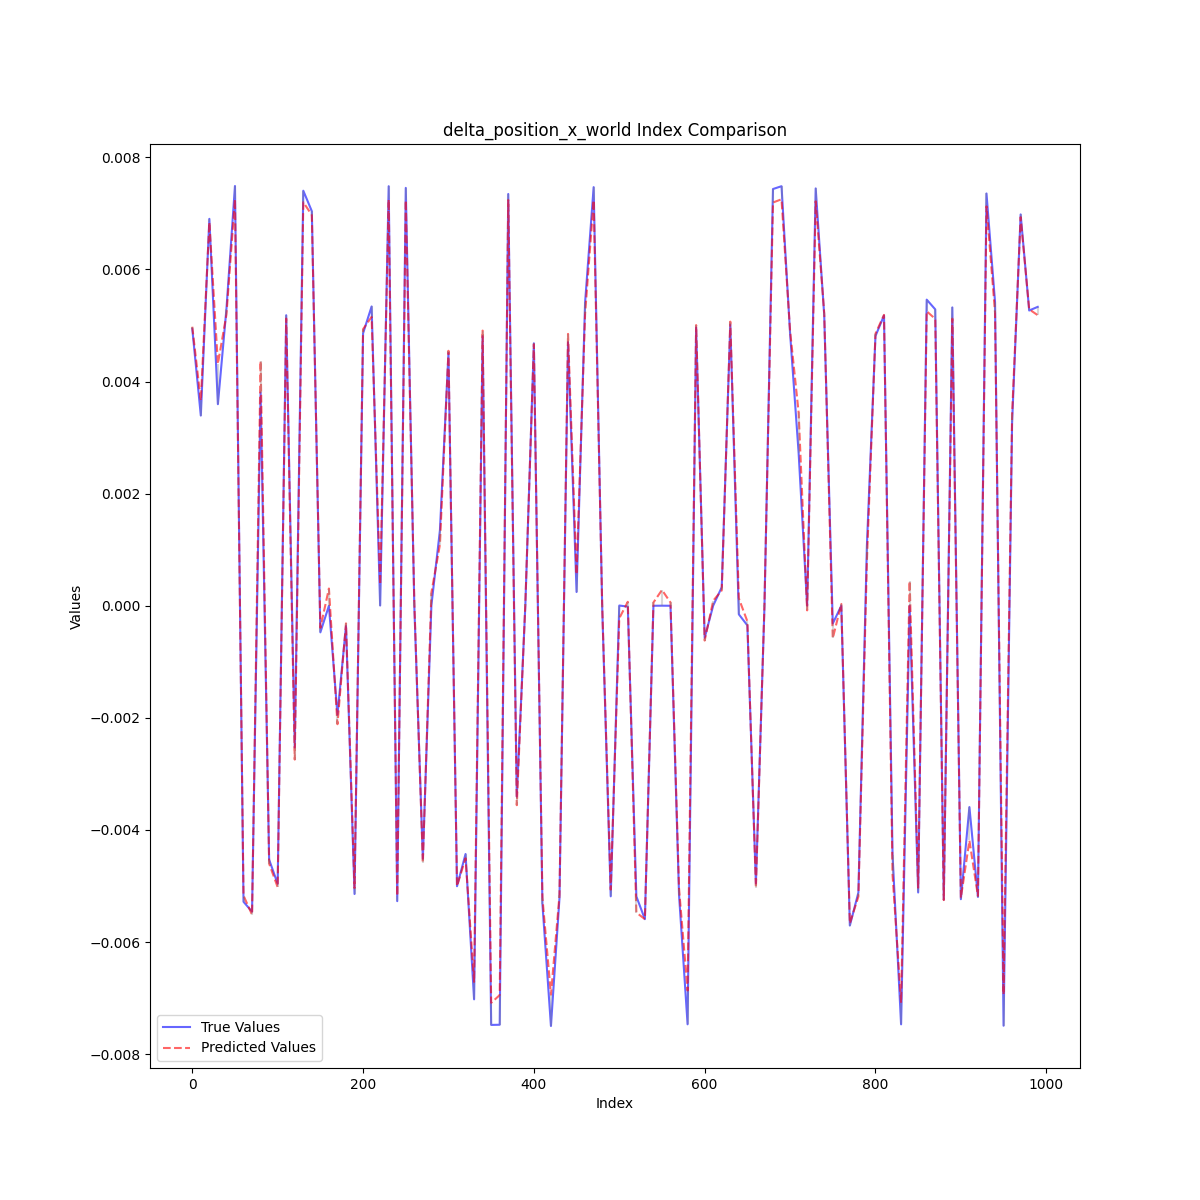 delta_position_x_world Index Comparison
0.008
0.006
0.004
0.002
0.000
−0.002
−0.004
−0.006
−0.008
Values
True Values
Predicted Values
0 200 400 600 800 1000
Index